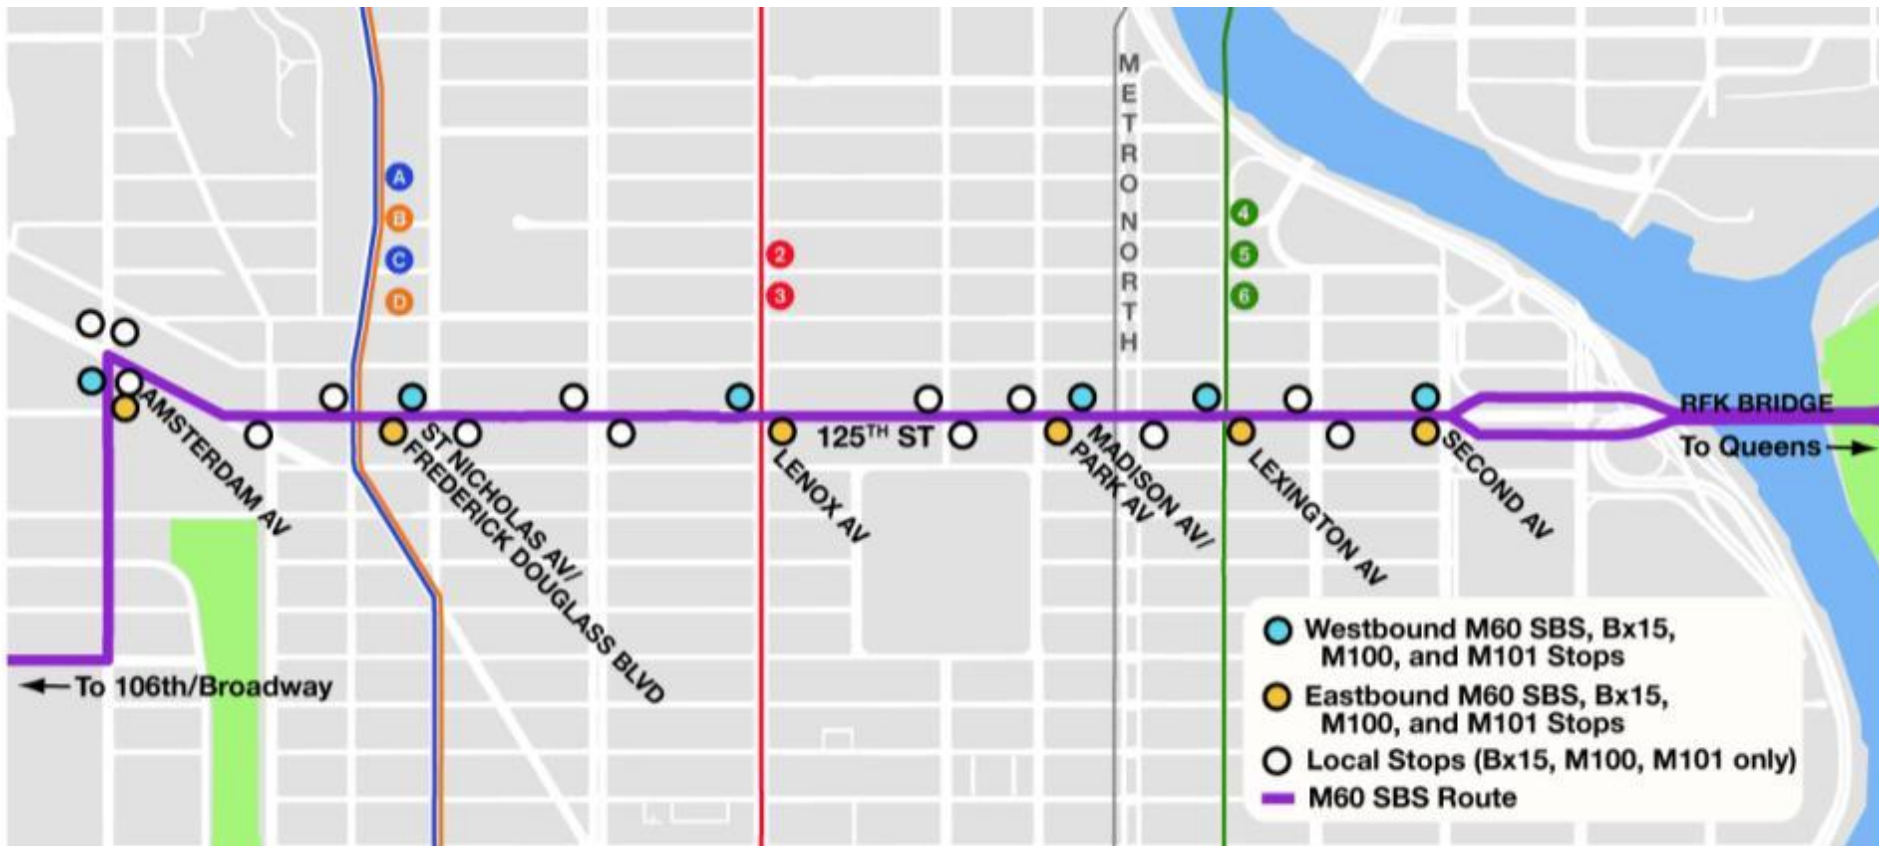 METRO NORTH
A
B
C
D
2
3
4
5
6
AMSTERDAM AV
ST NICHOLAS AV/
FREDERICK DOUGLASS BLVD
125TH ST
LENOX AV
MADISON AV/
PARK AV
LEXINGTON AV
SECOND AV
RFK BRIDGE
To Queens
To 106th/Broadway
Westbound M60 SBS, Bx15,
M100, and M101 Stops
Eastbound M60 SBS, Bx15,
M100, and M101 Stops
Local Stops (Bx15, M100, M101 only)
M60 SBS Route